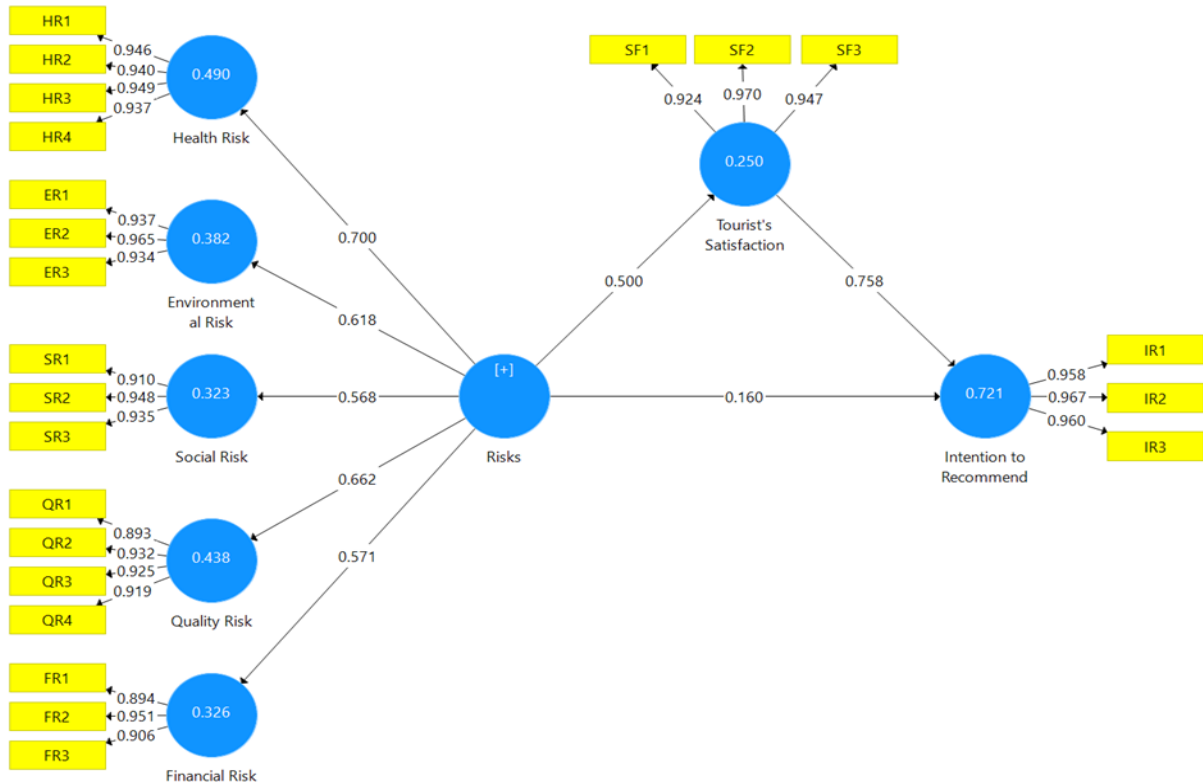 HR1
HR2
HR3
HR4
0.946
0.940
0.949
0.937
0.490
Health Risk
SF1
SF2
SF3
0.924
0.970
0.947
0.250
Tourist's
Satisfaction
ER1
ER2
ER3
0.937
0.965
0.934
0.382
Environment
al Risk
0.700
0.618
0.500
0.758
SR1
SR2
SR3
0.910
0.948
0.935
0.323
Social Risk
0.568
[+]
Risks
0.160
0.721
Intention to
Recommend
0.958
0.967
0.960
IR1
IR2
IR3
0.662
0.571
QR1
QR2
QR3
QR4
0.893
0.932
0.925
0.919
0.438
Quality Risk
FR1
FR2
FR3
0.894
0.951
0.906
0.326
Financial Risk